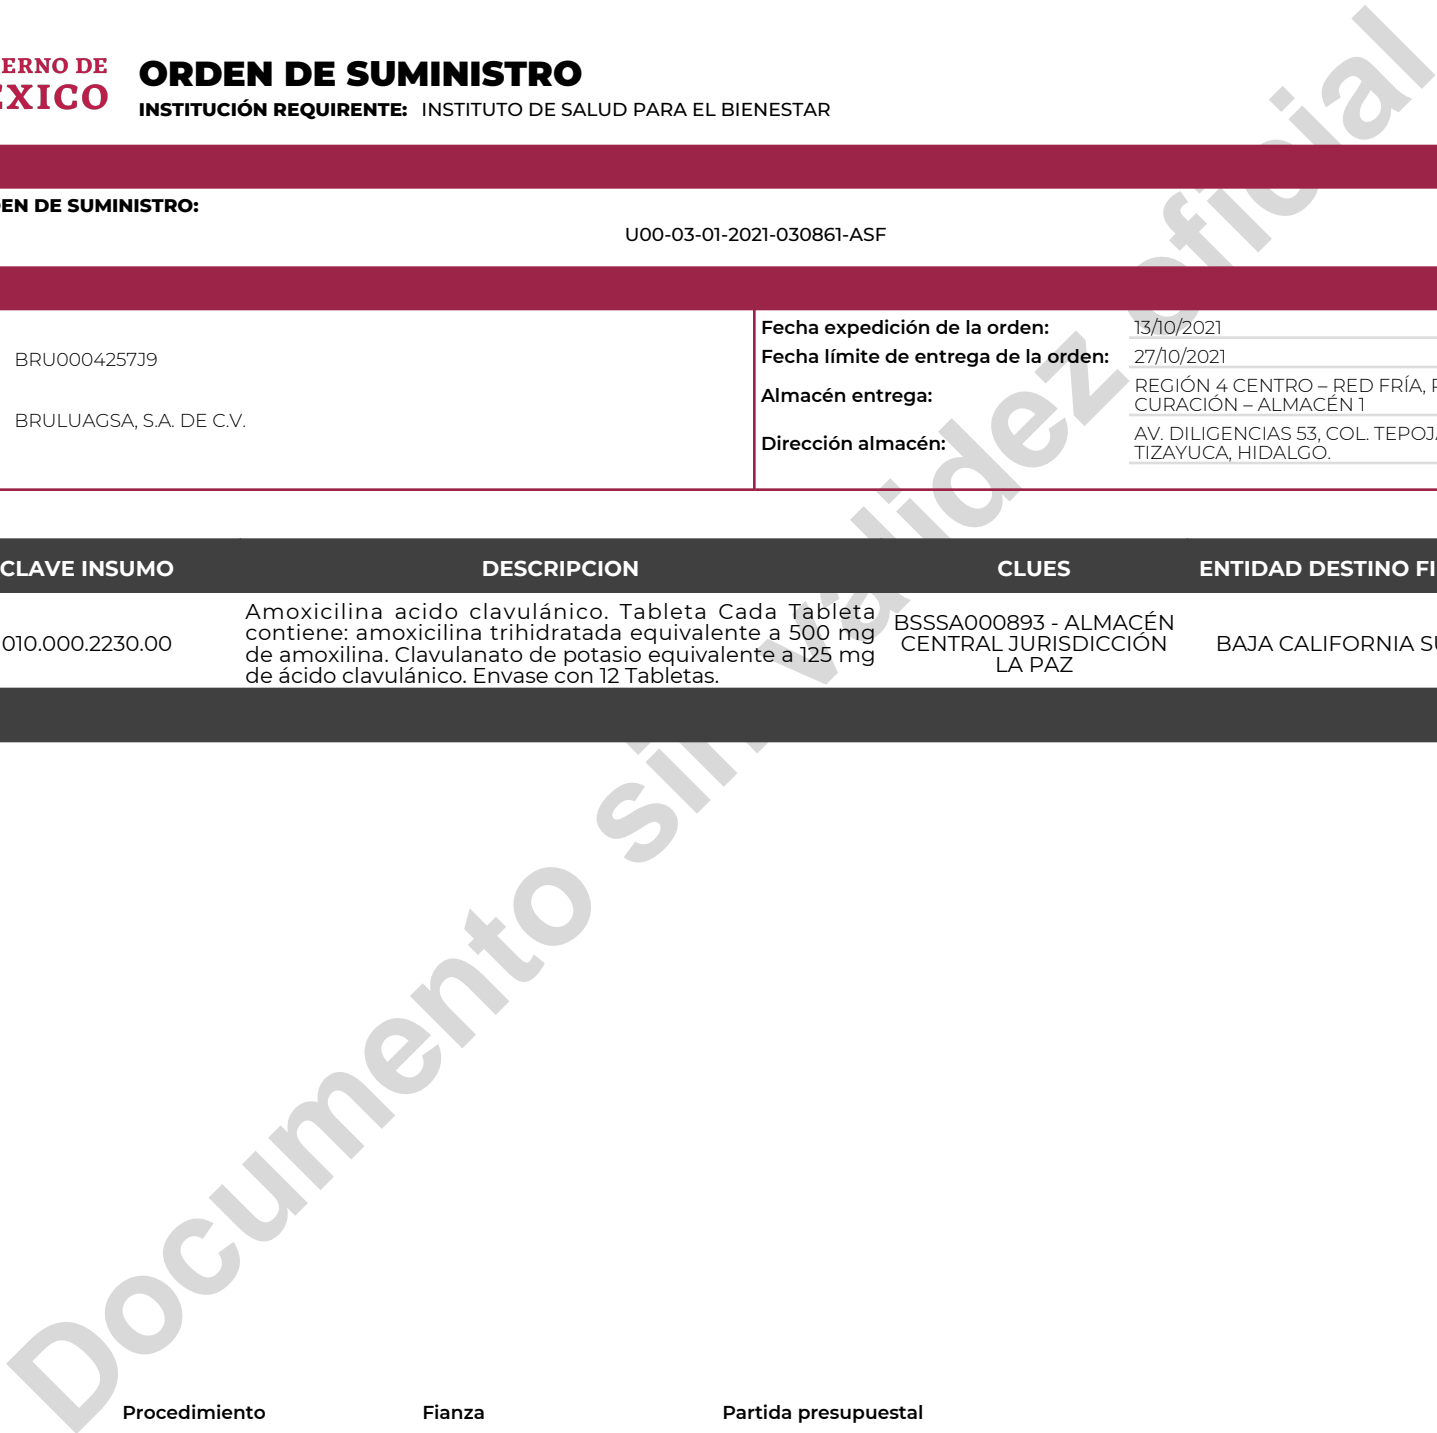 ERNO DE
ORDEN DE SUMINISTRO
XICO
INSTITUCIÓN REQUIRENTE: INSTITUTO DE SALUD PARA EL BIENESTAR
EN DE SUMINISTRO:
U00-03-01-2021-030861-ASF
BRU0004257J9
BRULUAGSA, S.A. DE C.V.
Fecha expedición de la orden: 13/10/2021
Fecha límite de entrega de la orden: 27/10/2021
Almacén entrega: REGIÓN 4 CENTRO – RED FRÍA,
CURACIÓN – ALMACÉN 1
Dirección almacén: AV. DILIGENCIAS 53, COL. TEPOJ
TIZAYUCA, HIDALGO.
CLAVE INSUMO DESCRIPCION CLUES ENTIDAD DESTINO FI
010.000.2230.00
Amoxicilina acido clavulánico. Tableta Cada Tableta
contiene: amoxicilina trihidratada equivalente a 500 mg
de amoxilina. Clavulanato de potasio equivalente a 125 mg
de ácido clavulánico. Envase con 12 Tabletas.
BSSSA000893 - ALMACÉN
CENTRAL JURISDICCIÓN
LA PAZ
BAJA CALIFORNIA S
Documento sin validez oficial
Procedimiento Fianza Partida presupuestal